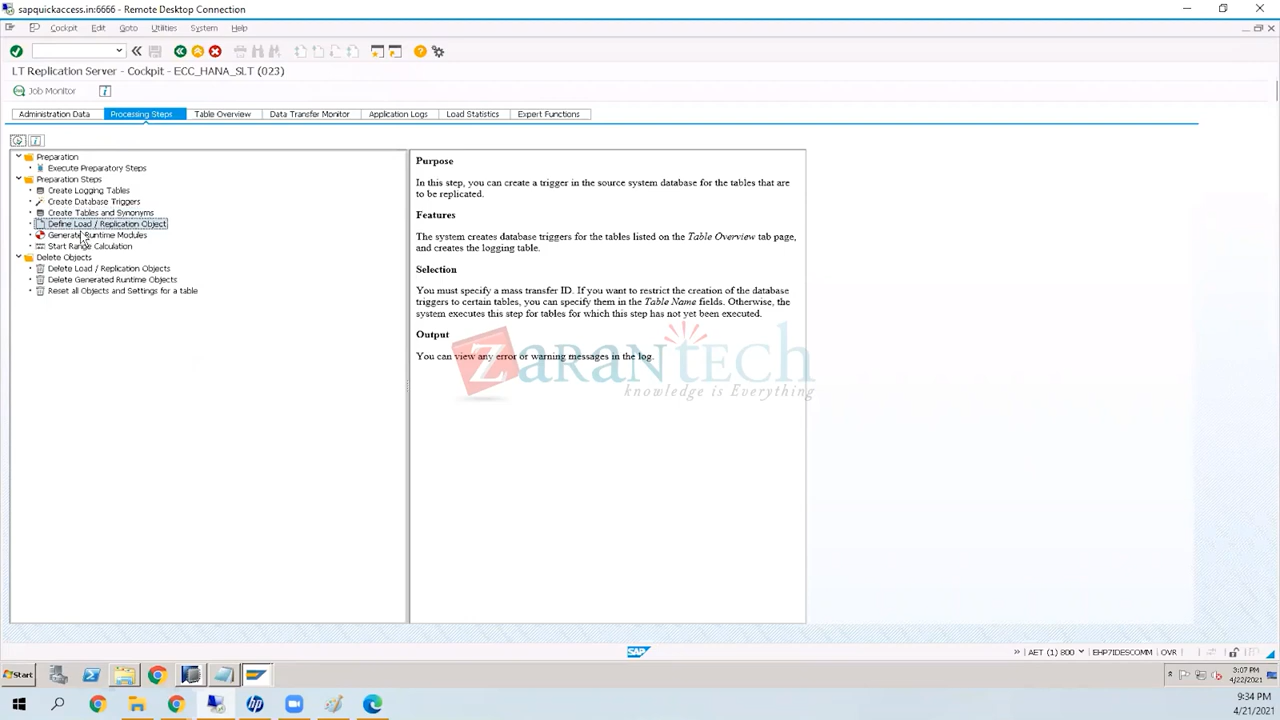 sapquickaccess.in:6666 - Remote Desktop Connection
Cockpit Edit Goto Utilities System Help
LT Replication Server - Cockpit - ECC_HANA_SLT (023)
Job Monitor
Administration Data Processing Steps Table Overview Data Transfer Monitor Application Logs Load Statistics Expert Functions
Preparation
Execute Preparatory Steps
Preparation Steps
Create Logging Tables
Create Database Triggers
Create Tables and Synonyms
Define Load / Replication Object
Generate Runtime Modules
Start Range Calculation
Delete Objects
Delete Load / Replication Objects
Delete Generated Runtime Objects
Reset all Objects and Settings for a table
Purpose
In this step, you can create a trigger in the source system database for the tables that are
to be replicated.
Features
The system creates database triggers for the tables listed on the Table Overview tab page,
and creates the logging table.
Selection
You must specify a mass transfer ID. If you want to restrict the creation of the database
triggers to certain tables, you can specify them in the Table Name fields. Otherwise, the
system executes this step for tables for which this step has not yet been executed.
Output
You can view any error or warning messages in the log.
ZaranTech
knowledge is Everything
SAP
AET (1) 800 EHP7IDESCOMM OVR
Start
3:07 PM
4/22/2021
9:34 PM
4/21/2021